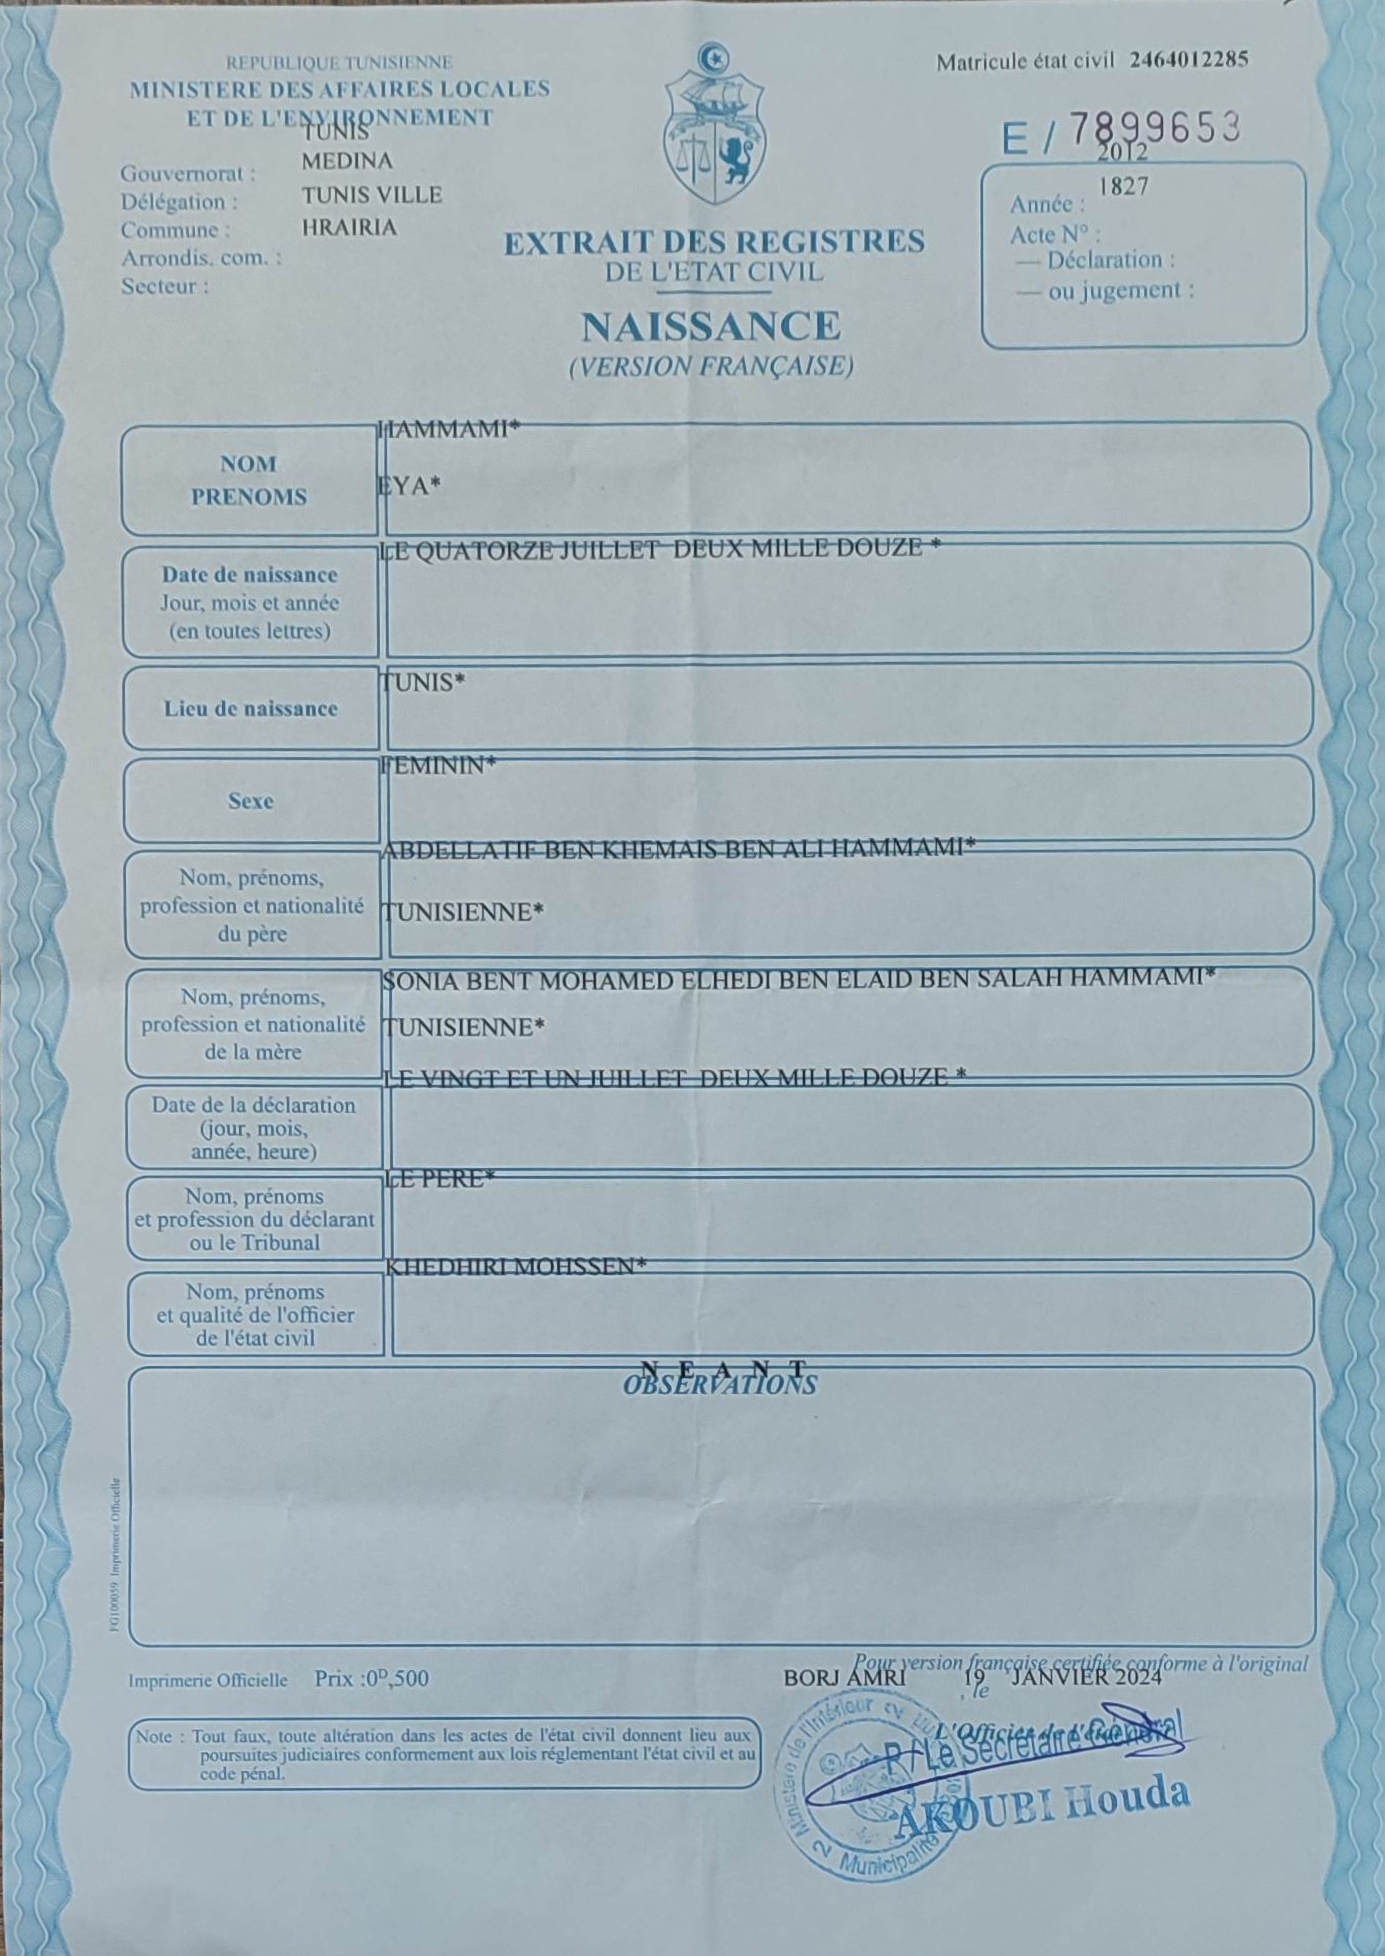 REPUBLIQUE TUNISIENNE
MINISTERE DES AFFAIRES LOCALES
ET DE L'ENVIRONNEMENT
Matricule état civil 2464012285
E / 7899653
TUNIS
MEDINA
TUNIS VILLE
HRAIRIA
Gouvernorat :
Délégation :
Commune :
Arrondis. com. :
Secteur :
2012
1827
Année :
Acte N° :
— Déclaration :
— ou jugement :
EXTRAIT DES REGISTRES
DE L'ETAT CIVIL
NAISSANCE
(VERSION FRANÇAISE)
NOM
PRENOMS
HAMMAMI*
EYA*
Date de naissance
Jour, mois et année
(en toutes lettres)
LE QUATORZE JUILLET DEUX MILLE DOUZE *
Lieu de naissance
TUNIS*
Sexe
FEMININ*
Nom, prénoms,
profession et nationalité
du père
ABDELLATIF BEN KHEMAIS BEN ALI HAMMAMI*
TUNISIENNE*
Nom, prénoms,
profession et nationalité
de la mère
SONIA BENT MOHAMED ELHEDI BEN ELAID BEN SALAH HAMMAMI*
TUNISIENNE*
Date de la déclaration
(jour, mois,
année, heure)
LE VINGT ET UN JUILLET DEUX MILLE DOUZE *
Nom, prénoms
et profession du déclarant
ou le Tribunal
LE PERE*
Nom, prénoms
et qualité de l'officier
de l'état civil
KHEDHIRI MOHSSEN*
N E A N T
OBSERVATIONS
FG100059 Imprimerie Officielle
Imprimerie Officielle Prix :0ᴰ,500
Pour version française certifiée conforme à l'original
BORJ AMRI 19 JANVIER 2024
, le
Note : Tout faux, toute altération dans les actes de l'état civil donnent lieu aux
poursuites judiciaires conformement aux lois réglementant l'état civil et au
code pénal.
L'Officier de l'état
P / Le Secrétaire Général
AKOUBI Houda
Ministère de l'Intérieur
Municipalité